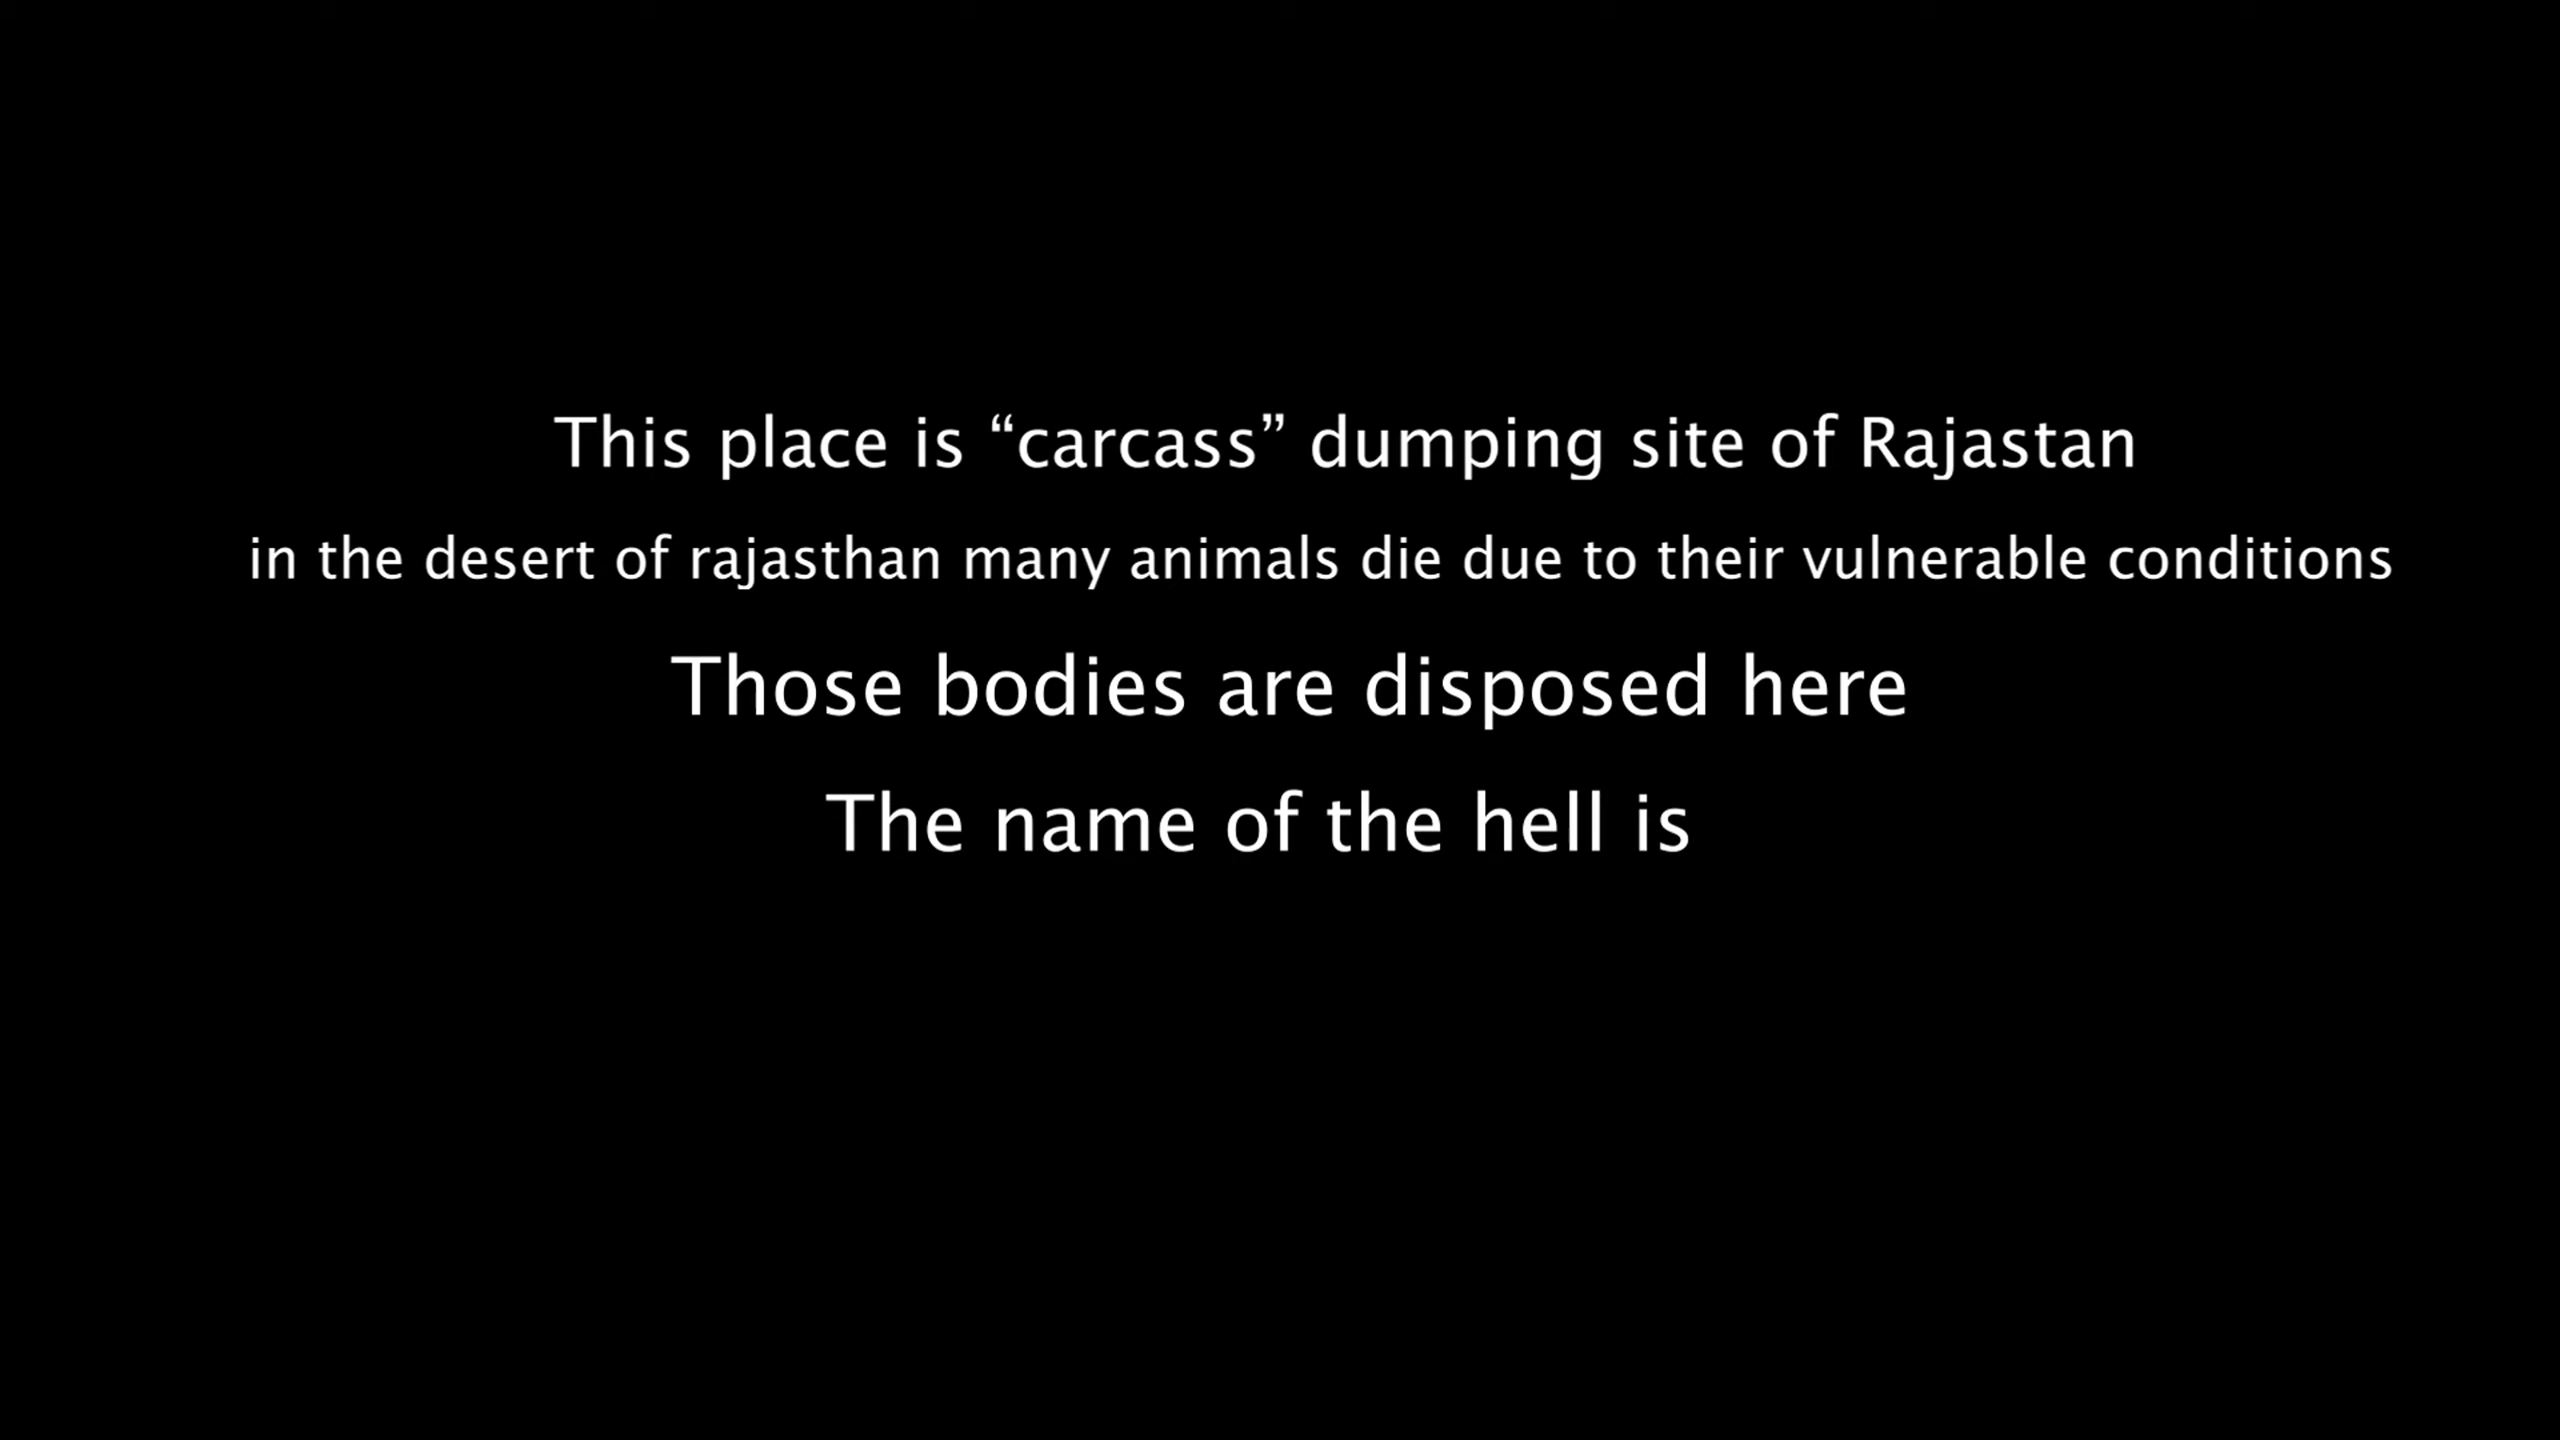 This place is “carcass” dumping site of Rajastan
in the desert of rajasthan many animals die due to their vulnerable conditions
Those bodies are disposed here
The name of the hell is